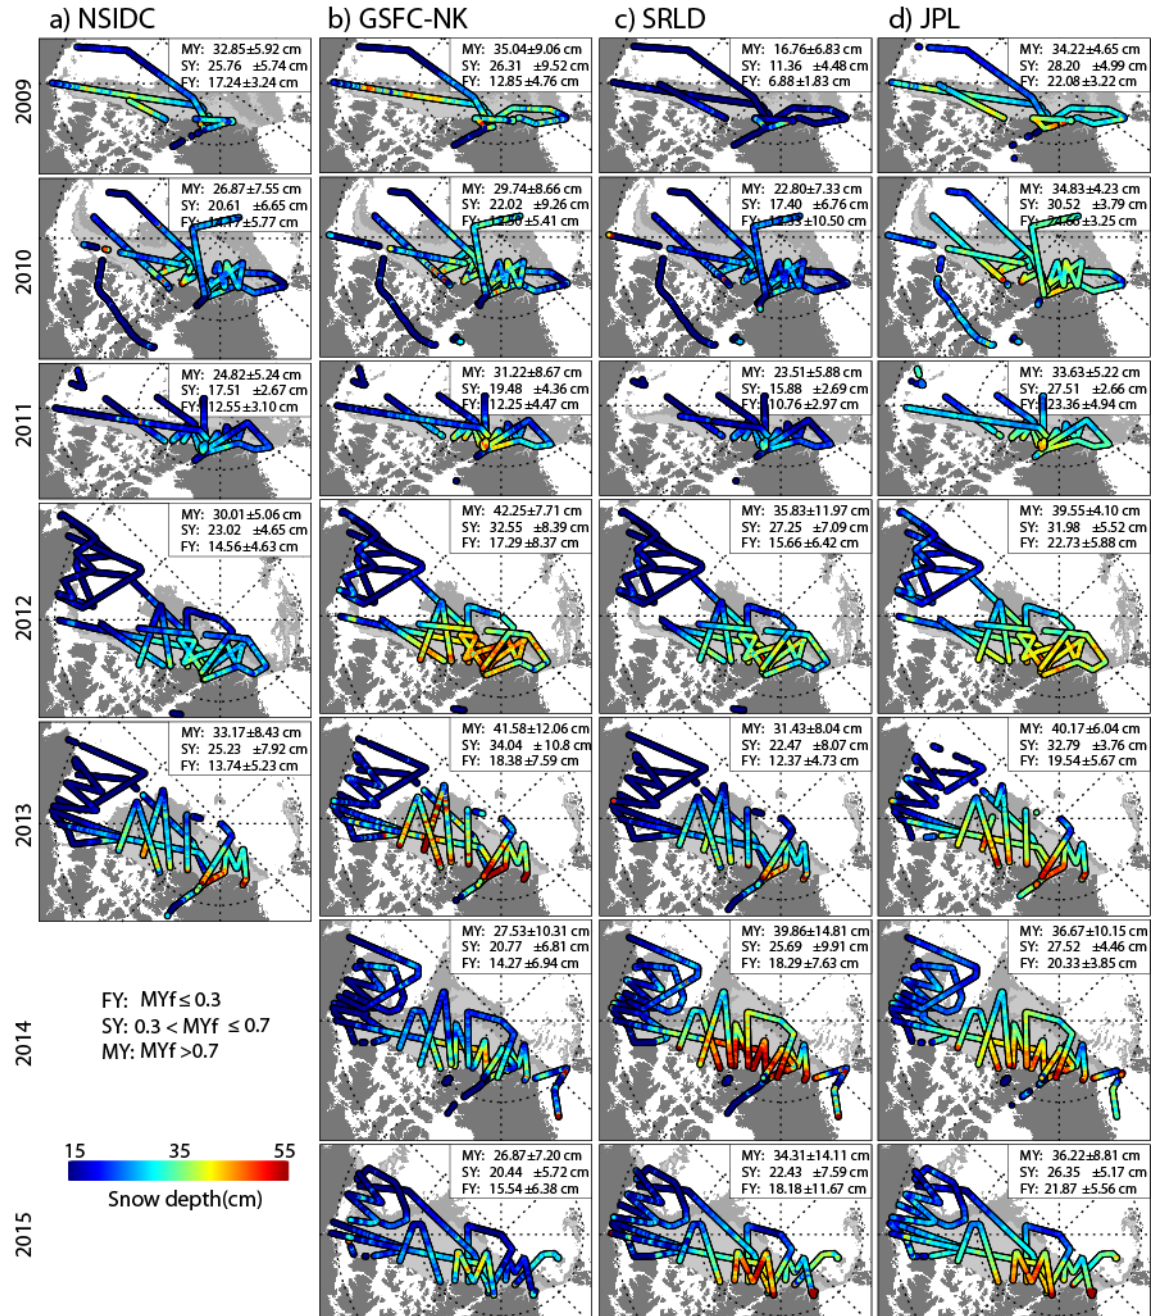 a) NSIDC
b) GSFC-NK
c) SRLD
d) JPL
2009
MY: 32.85±5.92 cm
SY: 25.76 ±5.74 cm
FY: 17.24±3.24 cm
MY: 35.04±9.06 cm
SY: 26.31 ±9.52 cm
FY: 12.85±4.76 cm
MY: 16.76±6.83 cm
SY: 11.36 ±4.48 cm
FY: 6.88±1.83 cm
MY: 34.22±4.65 cm
SY: 28.20 ±4.99 cm
FY: 22.08±3.22 cm
2010
MY: 26.87±7.55 cm
SY: 20.61 ±6.65 cm
FY: 14.17±5.77 cm
MY: 29.74±8.66 cm
SY: 22.02 ±9.26 cm
FY: ±5.41 cm
MY: 22.80±7.33 cm
SY: 17.40 ±6.76 cm
FY: ±10.50 cm
MY: 34.83±4.23 cm
SY: 30.52 ±3.79 cm
FY: ±3.25 cm
2011
MY: 24.82±5.24 cm
SY: 17.51 ±2.67 cm
FY: 12.55±3.10 cm
MY: 31.22±8.67 cm
SY: 19.48 ±4.36 cm
FY: 12.25±4.47 cm
MY: 23.51±5.88 cm
SY: 15.88 ±2.69 cm
FY: 10.76±2.97 cm
MY: 33.63±5.22 cm
SY: 27.51 ±2.66 cm
FY: 23.36±4.94 cm
2012
MY: 30.01±5.06 cm
SY: 23.02 ±4.65 cm
FY: 14.56±4.63 cm
MY: 42.25±7.71 cm
SY: 32.55 ±8.39 cm
FY: 17.29±8.37 cm
MY: 35.83±11.97 cm
SY: 27.25 ±7.09 cm
FY: 15.66±6.42 cm
MY: 39.55±4.10 cm
SY: 31.98 ±5.52 cm
FY: 22.73±5.88 cm
2013
MY: 33.17±8.43 cm
SY: 25.23 ±7.92 cm
FY: 13.74±5.23 cm
MY: 41.58±12.06 cm
SY: 34.04 ±10.8 cm
FY: 18.38±7.59 cm
MY: 31.43±8.04 cm
SY: 22.47 ±8.07 cm
FY: 12.37±4.73 cm
MY: 40.17±6.04 cm
SY: 32.79 ±3.76 cm
FY: 19.54±5.67 cm
2014
FY: MYf ≤ 0.3
SY: 0.3 < MYf ≤ 0.7
MY: MYf >0.7
MY: 27.53±10.31 cm
SY: 20.77 ±6.81 cm
FY: 14.27±6.94 cm
MY: 39.86±14.81 cm
SY: 25.69 ±9.91 cm
FY: 18.29±7.63 cm
MY: 36.67±10.15 cm
SY: 27.52 ±4.46 cm
FY: 20.33±3.85 cm
15 35 55
Snow depth(cm)
2015
MY: 26.87±7.20 cm
SY: 20.44 ±5.72 cm
FY: 15.54±6.38 cm
MY: 34.31±14.11 cm
SY: 22.43 ±7.59 cm
FY: 18.18±11.67 cm
MY: 36.22±8.81 cm
SY: 26.35 ±5.17 cm
FY: 21.87 ±5.56 cm